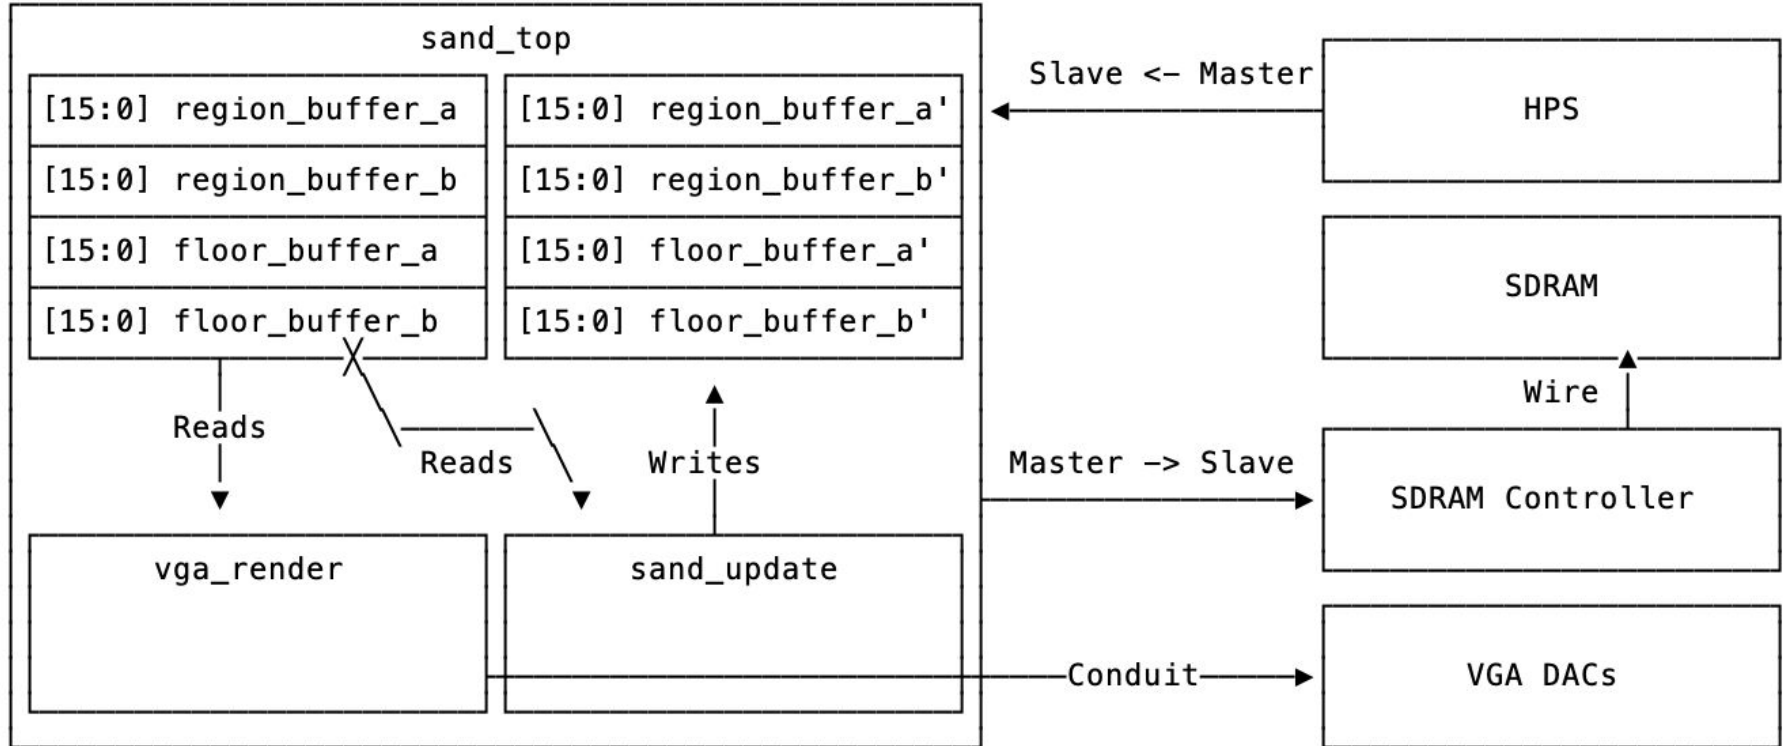 sand_top
[15:0] region_buffer_a
[15:0] region_buffer_b
[15:0] floor_buffer_a
[15:0] floor_buffer_b
[15:0] region_buffer_a'
[15:0] region_buffer_b'
[15:0] floor_buffer_a'
[15:0] floor_buffer_b'
Reads
Reads
Writes
vga_render
sand_update
Slave <- Master
HPS
SDRAM
Wire
Master -> Slave
SDRAM Controller
Conduit
VGA DACs